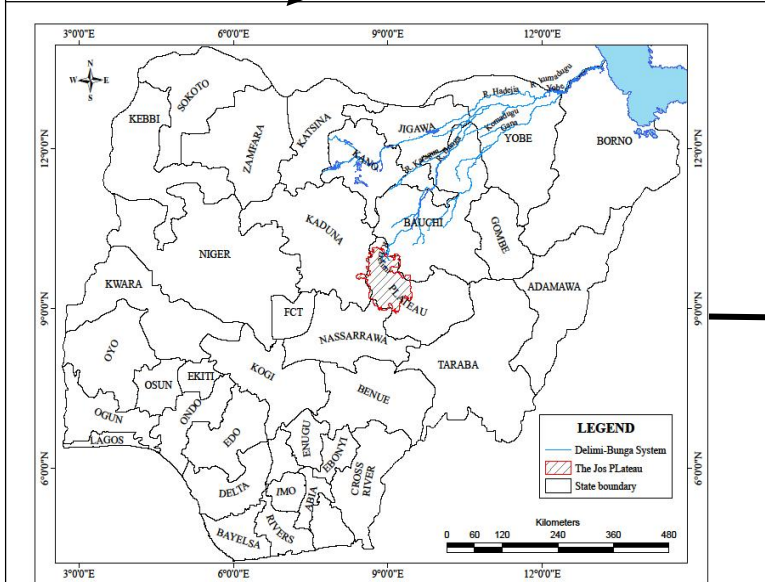 3°0'0"E 6°0'0"E 9°0'0"E 12°0'0"E
N
W E
S
SOKOTO
KEBBI
ZAMFARA
KATSINA
JIGAWA
KANO
R. Hadejia
R. kumadugu
Yobe
Komadugu
Gana
YOBE
BORNO
12°0'0"N 12°0'0"N
KADUNA
BAUCHI
GOMBE
NIGER
KWARA
PLATEAU
ADAMAWA
9°0'0"N 9°0'0"N
FCT
NASSARRAWA
OYO
TARABA
KOGI
EKITI
OSUN
BENUE
ONDO
OGUN
EDO
ENUGU
EBONYI
LAGOS
CROSS
RIVER
6°0'0"N 6°0'0"N
DELTA
IMO
ABIA
RIVERS
BAYELSA
LEGEND
Delimi-Bunga System
The Jos PLateau
State boundary
Kilometers
0 60 120 240 360 480
3°0'0"E 6°0'0"E 9°0'0"E 12°0'0"E